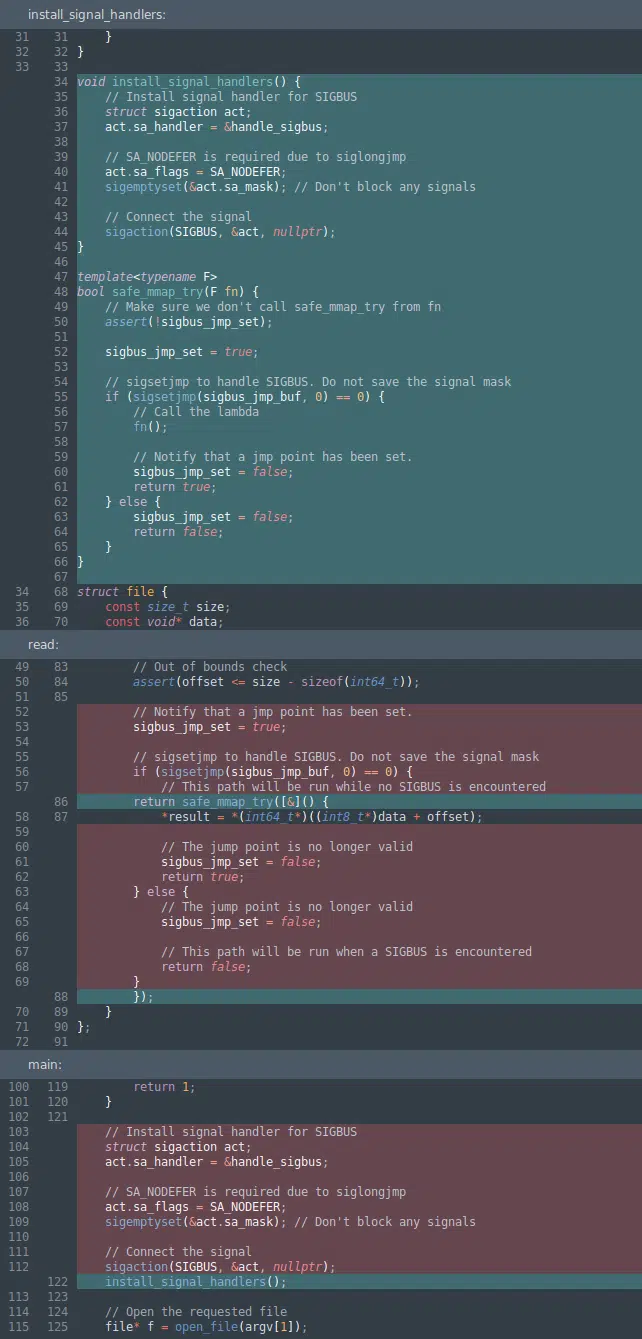 install_signal_handlers:
31 31     }
32 32 }
33 33
34 void install_signal_handlers() {
35     // Install signal handler for SIGBUS
36     struct sigaction act;
37     act.sa_handler = &handle_sigbus;
38
39     // SA_NODEFER is required due to siglongjmp
40     act.sa_flags = SA_NODEFER;
41     sigemptyset(&act.sa_mask); // Don't block any signals
42
43     // Connect the signal
44     sigaction(SIGBUS, &act, nullptr);
45 }
46
47 template<typename F>
48 bool safe_mmap_try(F fn) {
49     // Make sure we don't call safe_mmap_try from fn
50     assert(!sigbus_jmp_set);
51
52     sigbus_jmp_set = true;
53
54     // sigsetjmp to handle SIGBUS. Do not save the signal mask
55     if (sigsetjmp(sigbus_jmp_buf, 0) == 0) {
56         // Call the lambda
57         fn();
58
59         // Notify that a jmp point has been set.
60         sigbus_jmp_set = false;
61         return true;
62     } else {
63         sigbus_jmp_set = false;
64         return false;
65     }
66 }
67
34 68 struct file {
35 69     const size_t size;
36 70     const void* data;
read:
49 83         // Out of bounds check
50 84         assert(offset <= size - sizeof(int64_t));
51 85
52         // Notify that a jmp point has been set.
53         sigbus_jmp_set = true;
54
55         // sigsetjmp to handle SIGBUS. Do not save the signal mask
56         if (sigsetjmp(sigbus_jmp_buf, 0) == 0) {
57             // This path will be run while no SIGBUS is encountered
86         return safe_mmap_try([&]() {
58 87             *result = *(int64_t*)((int8_t*)data + offset);
59
60             // The jump point is no longer valid
61             sigbus_jmp_set = false;
62             return true;
63         } else {
64             // The jump point is no longer valid
65             sigbus_jmp_set = false;
66
67             // This path will be run when a SIGBUS is encountered
68             return false;
69         }
88         });
70 89     }
71 90 };
72 91
main:
100 119         return 1;
101 120     }
102 121
103     // Install signal handler for SIGBUS
104     struct sigaction act;
105     act.sa_handler = &handle_sigbus;
106
107     // SA_NODEFER is required due to siglongjmp
108     act.sa_flags = SA_NODEFER;
109     sigemptyset(&act.sa_mask); // Don't block any signals
110
111     // Connect the signal
112     sigaction(SIGBUS, &act, nullptr);
122     install_signal_handlers();
113 123
114 124     // Open the requested file
115 125     file* f = open_file(argv[1]);